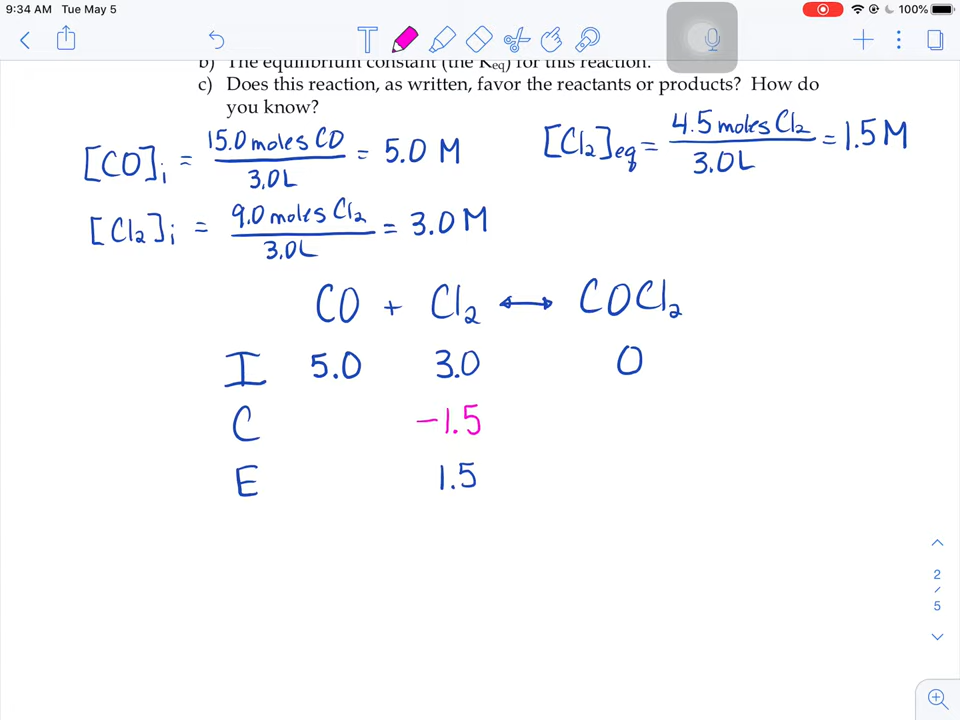 9:34 AM Tue May 5
100%
T
b) The equilibrium constant (the Keq) for this reaction.
c) Does this reaction, as written, favor the reactants or products? How do
you know?
[CO]i = 15.0 moles CO / 3.0L = 5.0 M
[Cl₂]eq = 4.5 moles Cl₂ / 3.0L = 1.5 M
[Cl₂]i = 9.0 moles Cl₂ / 3.0L = 3.0 M
CO + Cl₂ ↔ COCl₂
I 5.0 3.0 0
C -1.5
E 1.5
2
/
5